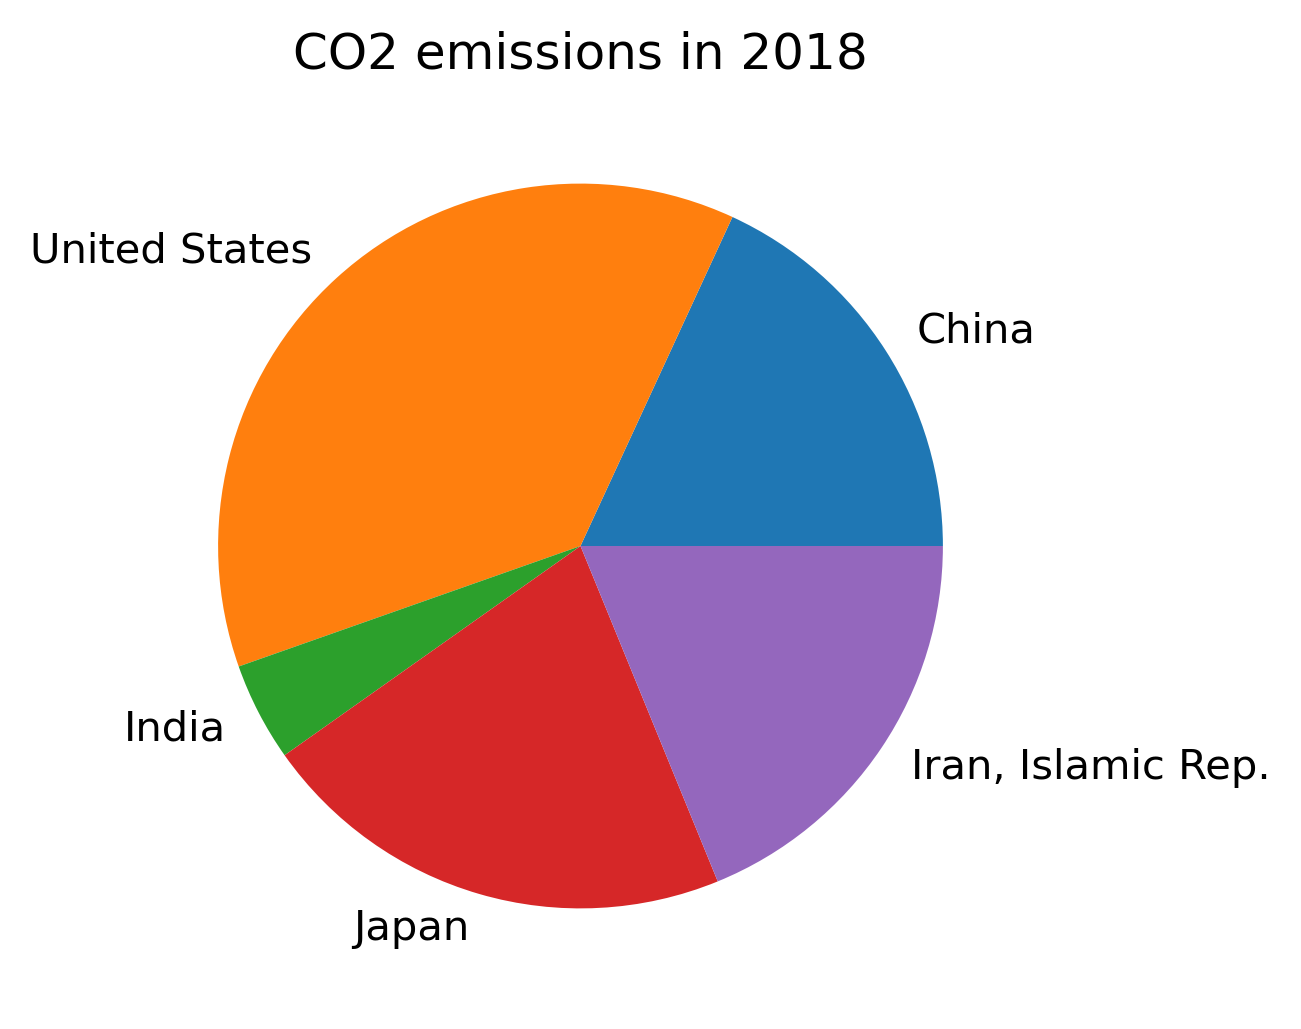 CO2 emissions in 2018
United States
China
India
Iran, Islamic Rep.
Japan